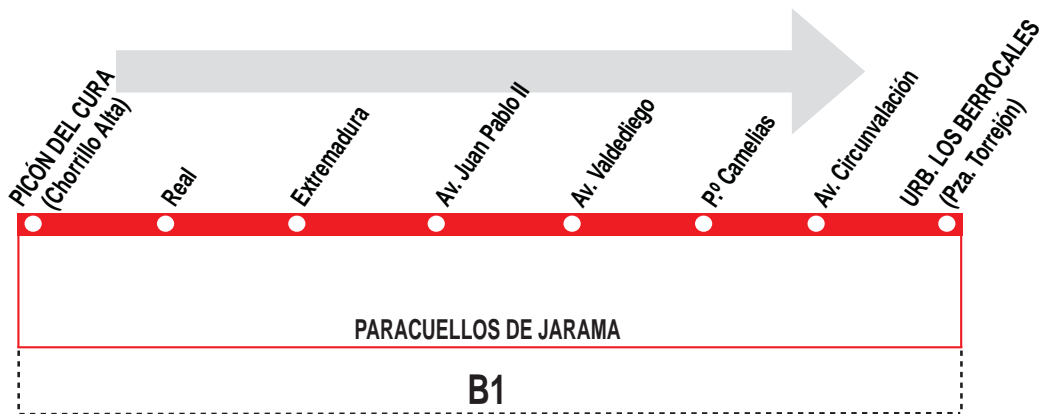 PICÓN DEL CURA
(Chorrillo Alta)
Real
Extremadura
Av. Juan Pablo II
Av. Valdediego
P.º Camelias
Av. Circunvalación
URB. LOS BERROCALES
(Pza. Torrejón)
PARACUELLOS DE JARAMA
B1